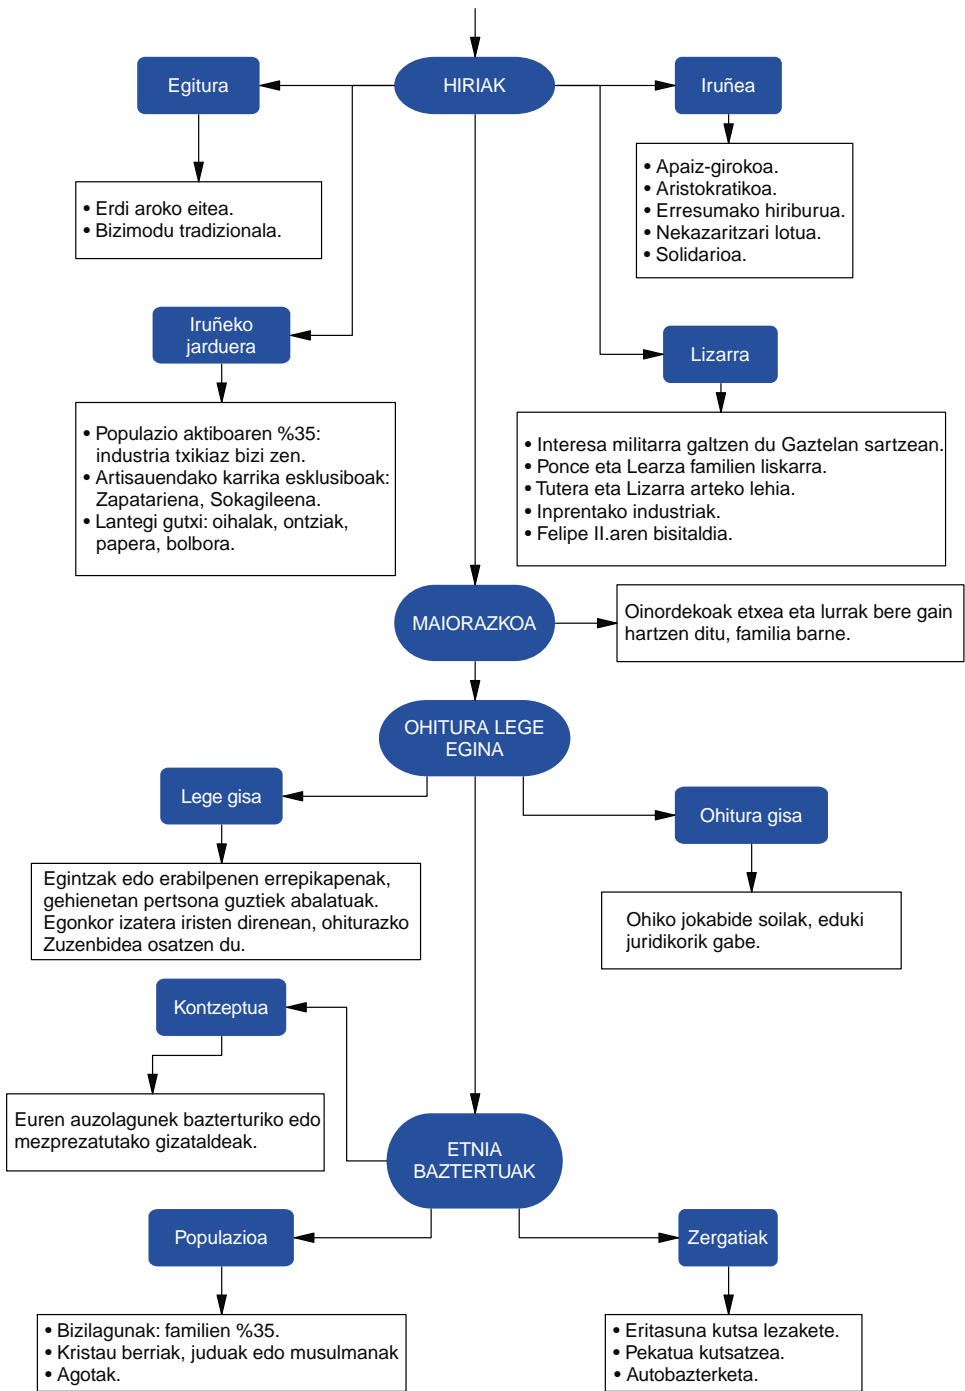 HIRIAK
Egitura
• Erdi aroko eitea.
• Bizimodu tradizionala.
Iruñea
• Apaiz-girokoa.
• Aristokratikoa.
• Erresumako hiriburua.
• Nekazaritzari lotua.
• Solidarioa.
Iruñeko
jarduera
• Populazio aktiboaren %35:
industria txikiaz bizi zen.
• Artisauendako karrika esklusiboak:
Zapatariena, Sokagileena.
• Lantegi gutxi: oihalak, ontziak,
papera, bolbora.
Lizarra
• Interesa militarra galtzen du Gaztelan sartzean.
• Ponce eta Learza familien liskarra.
• Tutera eta Lizarra arteko lehia.
• Inprentako industriak.
• Felipe II.aren bisitaldia.
MAIORAZKOA
Oinordekoak etxea eta lurrak bere gain
hartzen ditu, familia barne.
OHITURA LEGE
EGINA
Lege gisa
Egintzak edo erabilpenen errepikapenak,
gehienetan pertsona guztiek abalatuak.
Egonkor izatera iristen direnean, ohiturazko
Zuzenbidea osatzen du.
Ohitura gisa
Ohiko jokabide soilak, eduki
juridikorik gabe.
Kontzeptua
Euren auzolagunek bazterturiko edo
mezprezatutako gizataldeak.
ETNIA
BAZTERTUAK
Populazioa
• Bizilagunak: familien %35.
• Kristau berriak, juduak edo musulmanak
• Agotak.
Zergatiak
• Eritasuna kutsa lezakete.
• Pekatua kutsatzea.
• Autobazterketa.